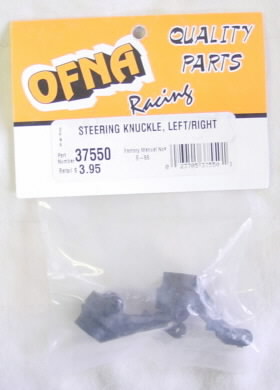 OFNA
Racing
QUALITY
PARTS
STEERING KNUCKLE, LEFT/RIGHT
Part
Number 37550
Retail $ 3.95